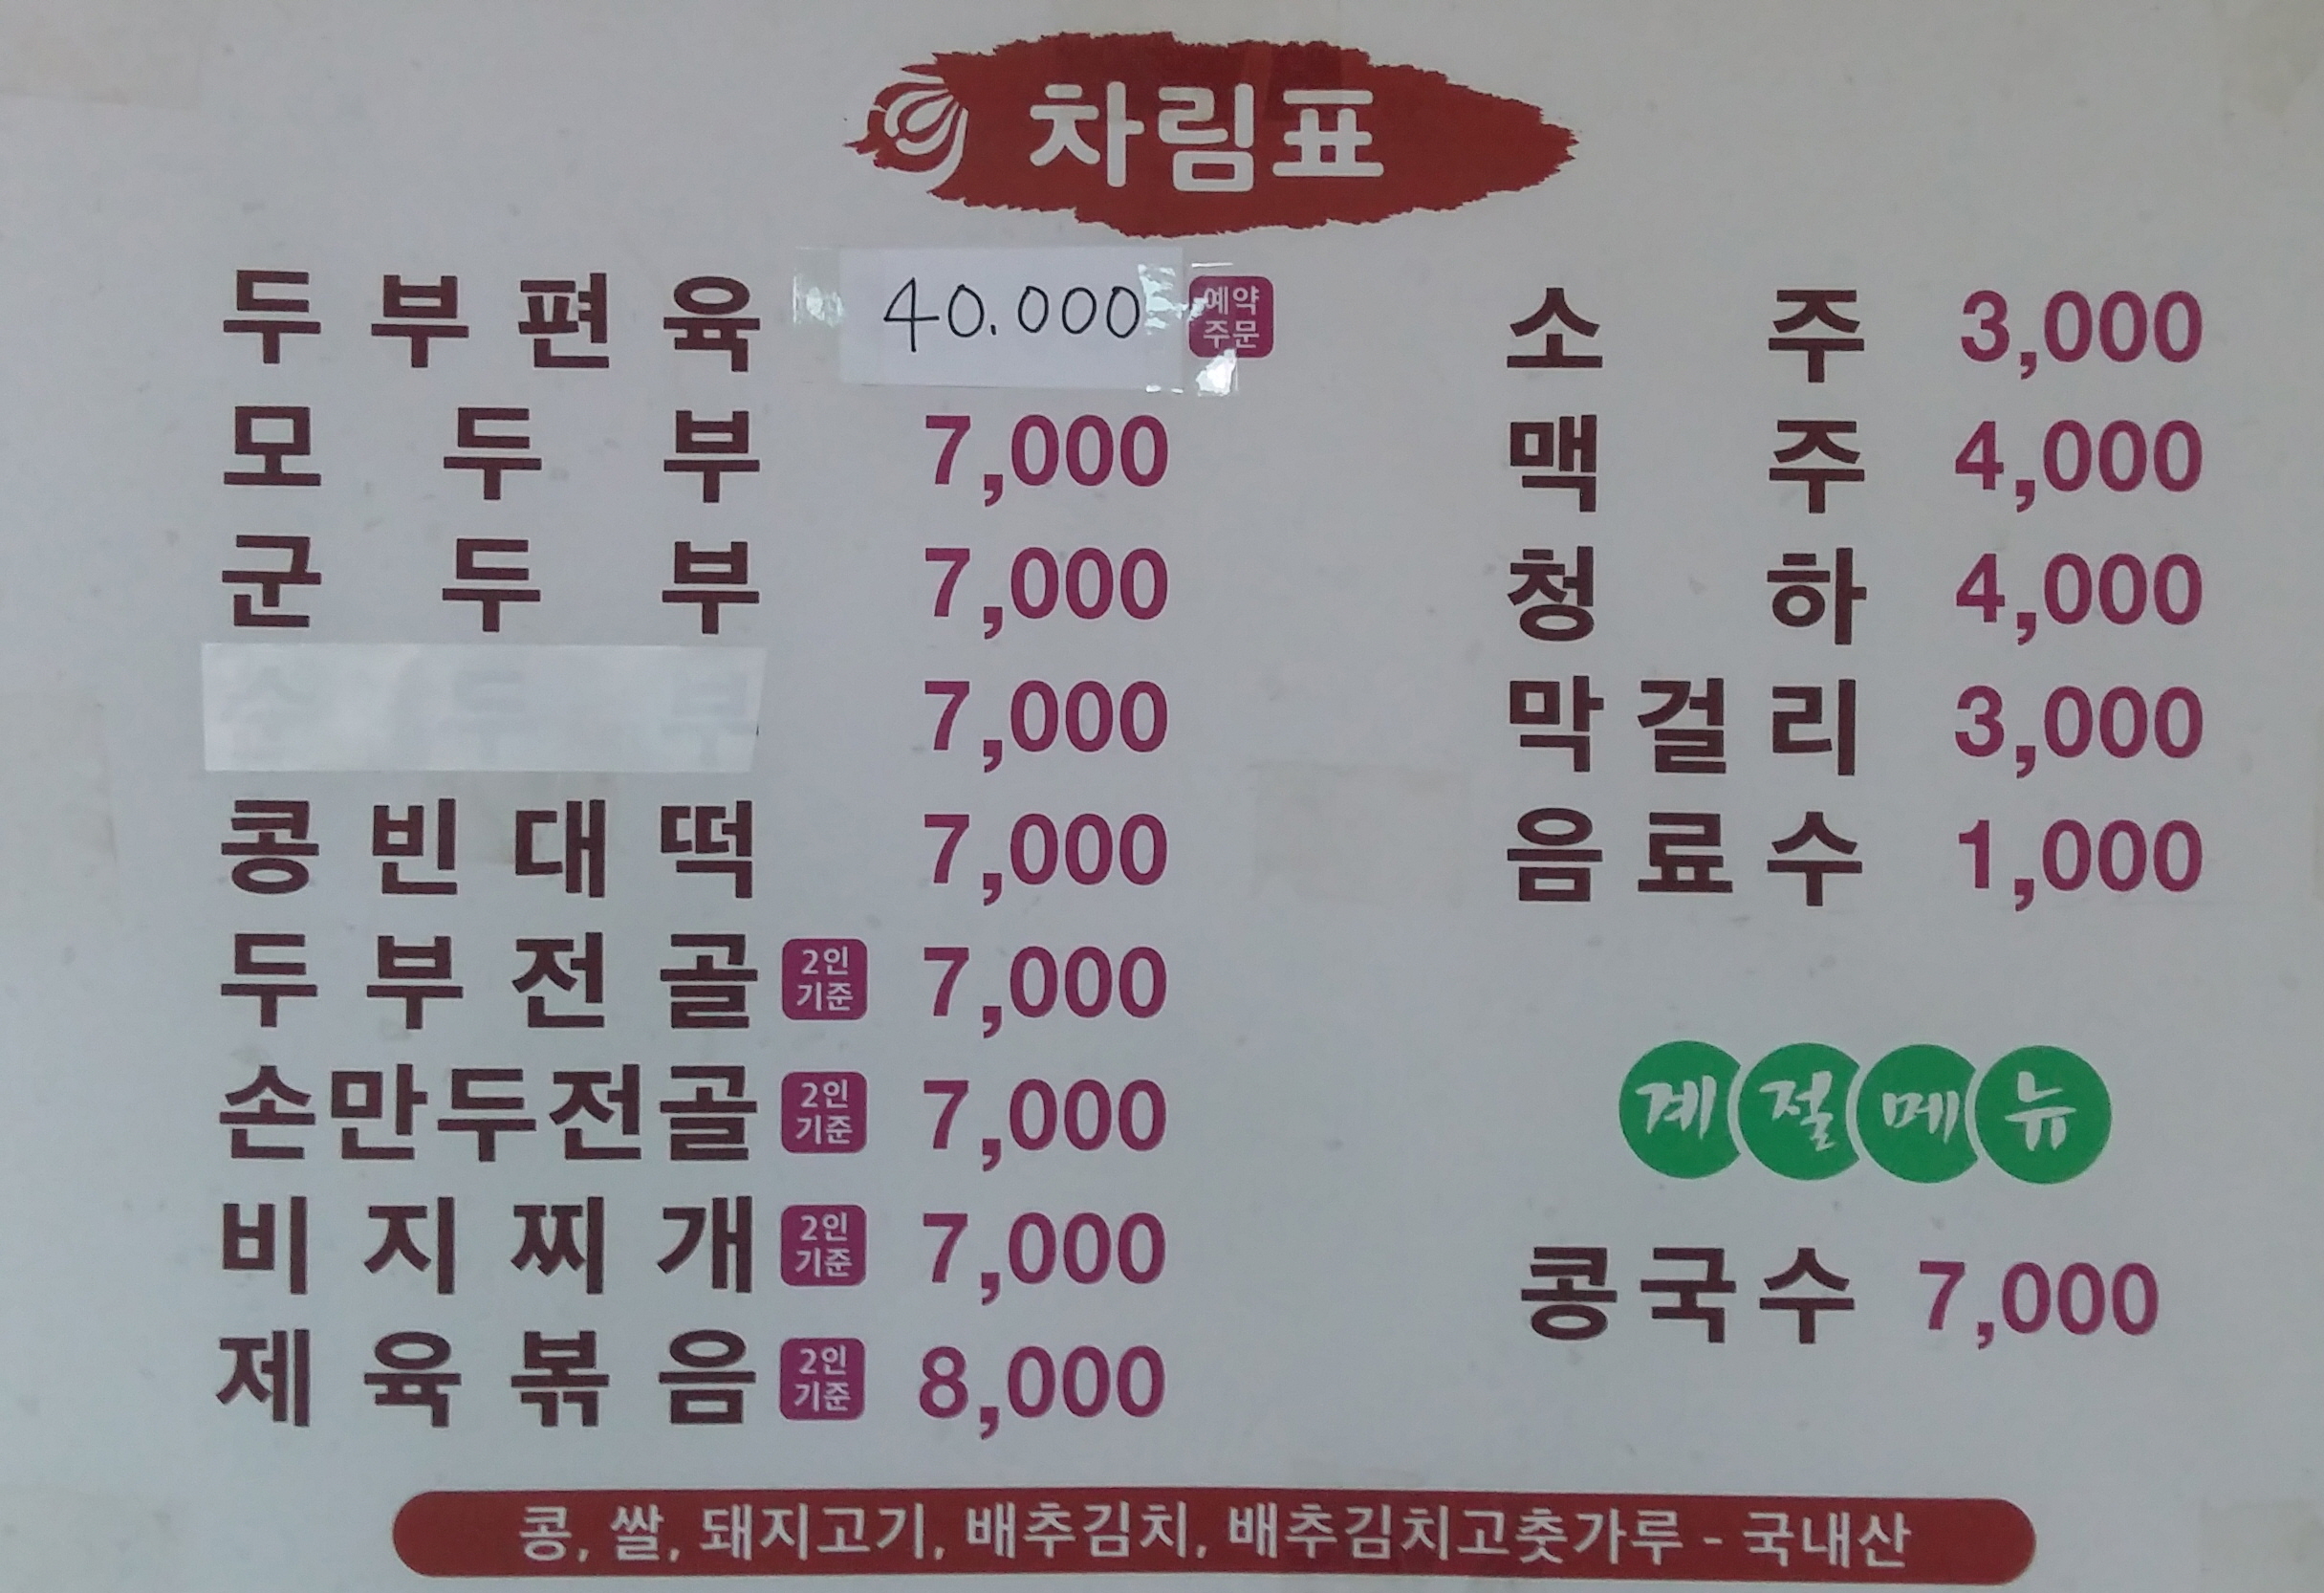 차림표
두부편육 40.000 예약 주문
모두부 7,000
군두부 7,000
7,000
콩빈대떡 7,000
두부전골 2인 기준 7,000
손만두전골 2인 기준 7,000
비지찌개 2인 기준 7,000
제육볶음 2인 기준 8,000
소주 3,000
맥주 4,000
청하 4,000
막걸리 3,000
음료수 1,000
계절메뉴
콩국수 7,000
콩, 쌀, 돼지고기, 배추김치, 배추김치고춧가루 - 국내산